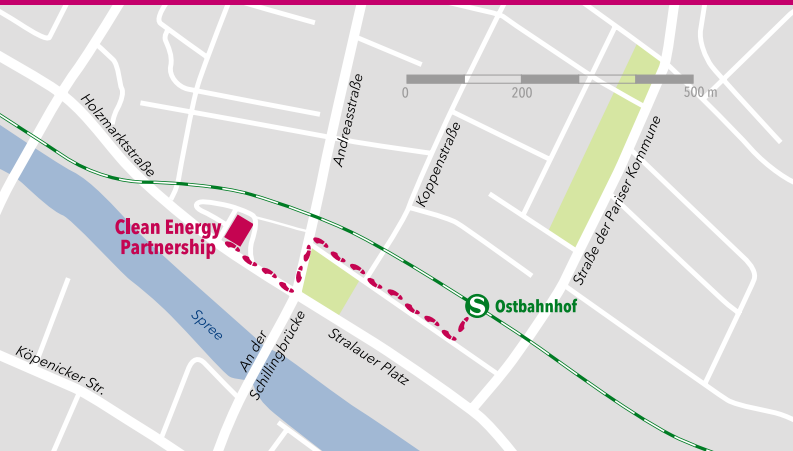 0
200
500 m
Holzmarktstraße
Andreasstraße
Koppenstraße
Straße der Pariser Kommune
Clean Energy
Partnership
S
Ostbahnhof
Spree
An der
Schillingbrücke
Stralauer Platz
Köpenicker Str.